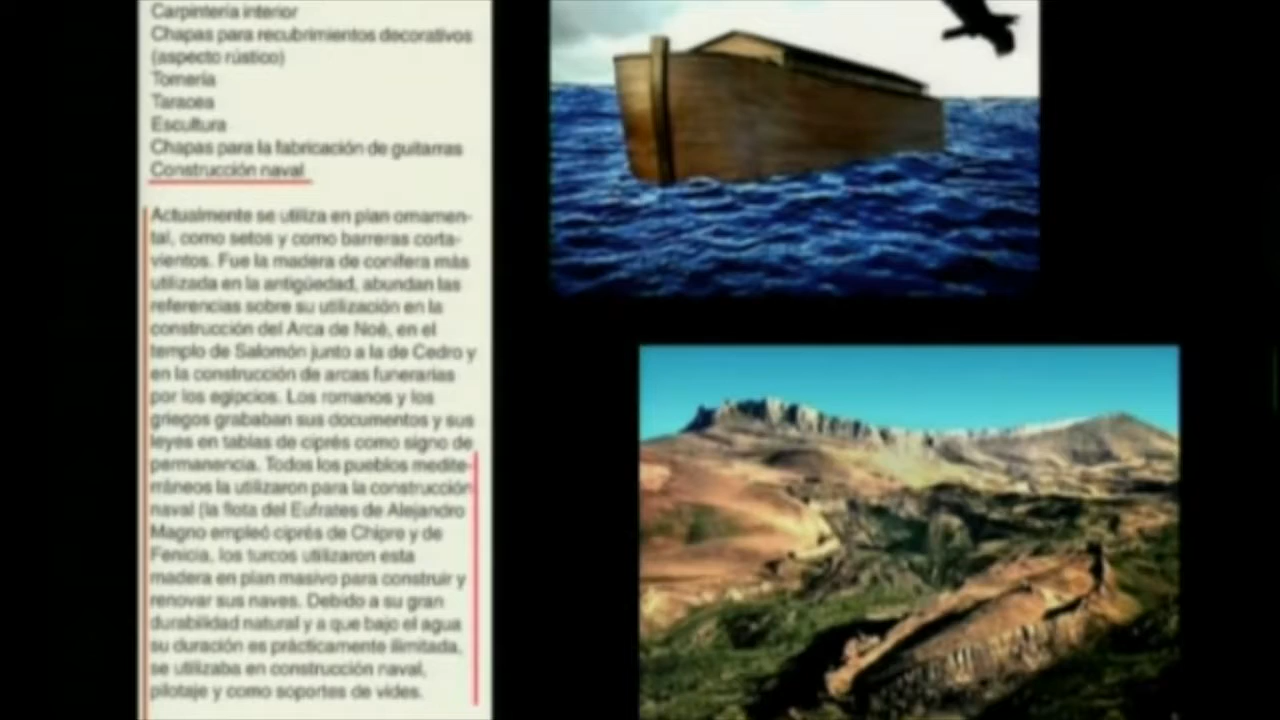 Carpintería interior
Chapas para recubrimientos decorativos
(aspecto rústico)
Tornería
Taracea
Escultura
Chapas para la fabricación de guitarras
Construcción naval
Actualmente se utiliza en plan ornamen-
tal, como setos y como barreras corta-
vientos. Fue la madera de conífera más
utilizada en la antigüedad, abundan las
referencias sobre su utilización en la
construcción del Arca de Noé, en el
templo de Salomón junto a la de Cedro y
en la construcción de arcas funerarias
por los egipcios. Los romanos y los
griegos grababan sus documentos y sus
leyes en tablas de ciprés como signo de
permanencia. Todos los pueblos medite-
rráneos la utilizaron para la construcción
naval (la flota del Eufrates de Alejandro
Magno empleó ciprés de Chipre y de
Fenicia, los turcos utilizaron esta
madera en plan masivo para construir y
renovar sus naves. Debido a su gran
durabilidad natural y a que bajo el agua
su duración es prácticamente ilimitada,
se utilizaba en construcción naval,
pilotaje y como soportes de vides.